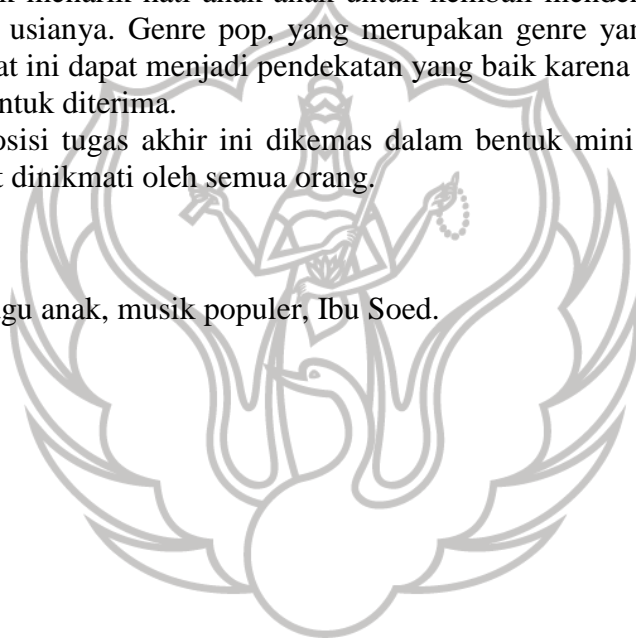 menarik hati anak-anak untuk kembali
usianya. Genre pop, yang merupakan genre
at ini dapat menjadi pendekatan yang baik karena
ntuk diterima.
osisi tugas akhir ini dikemas dalam bentuk mini
t dinikmati oleh semua orang.
gu anak, musik populer, Ibu Soed.